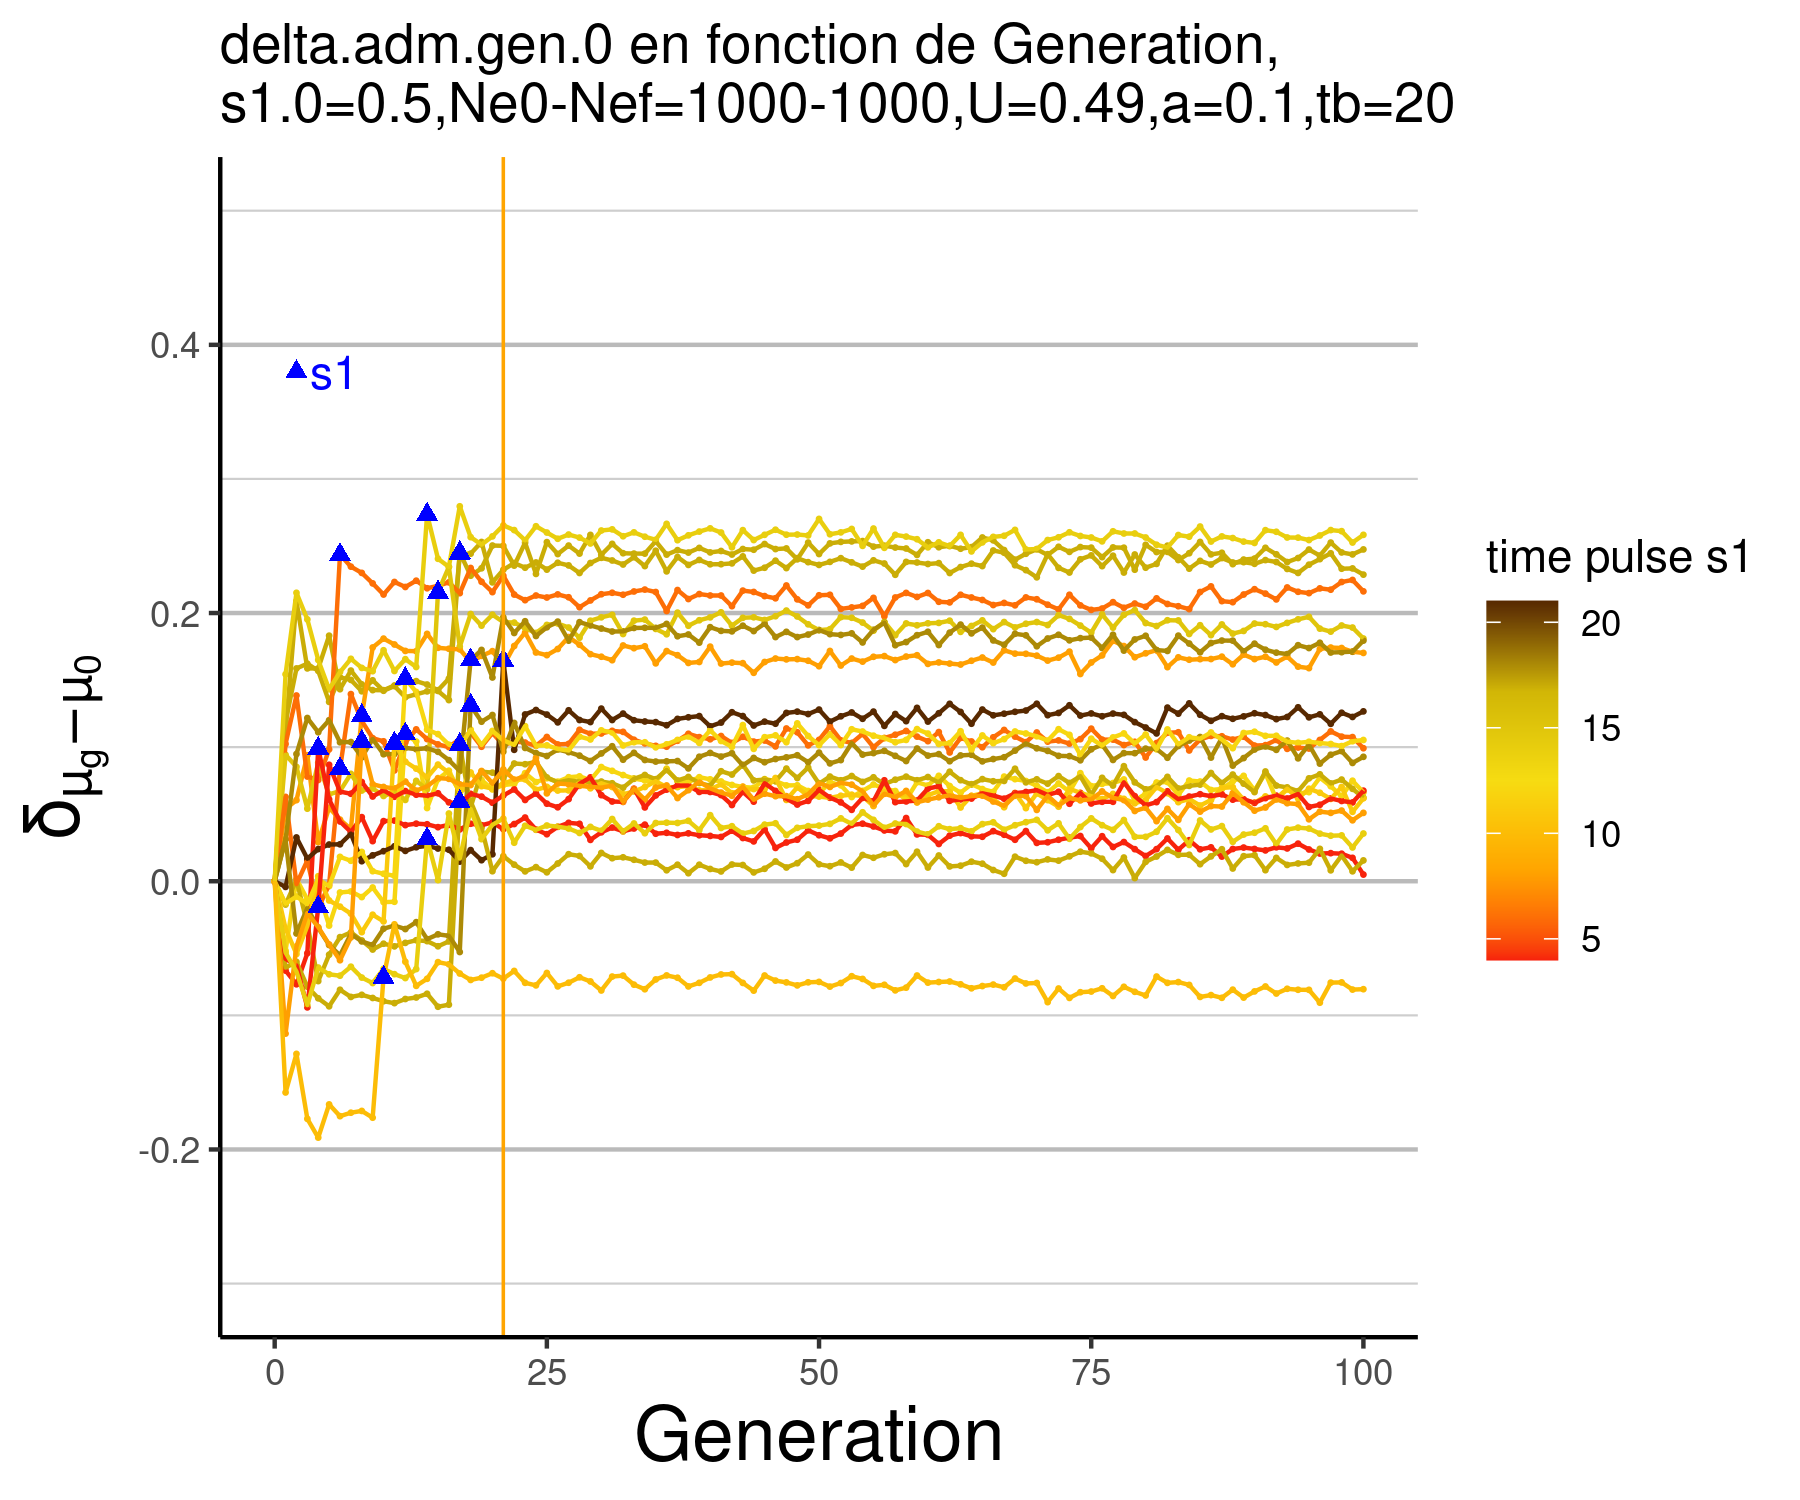 delta.adm.gen.0 en fonction de Generation,
s1.0=0.5,Ne0-Nef=1000-1000,U=0.49,a=0.1,tb=20
δμg−μ0
0.4
0.2
0.0
-0.2
s1
0 25 50 75 100
Generation
time pulse s1
20
15
10
5